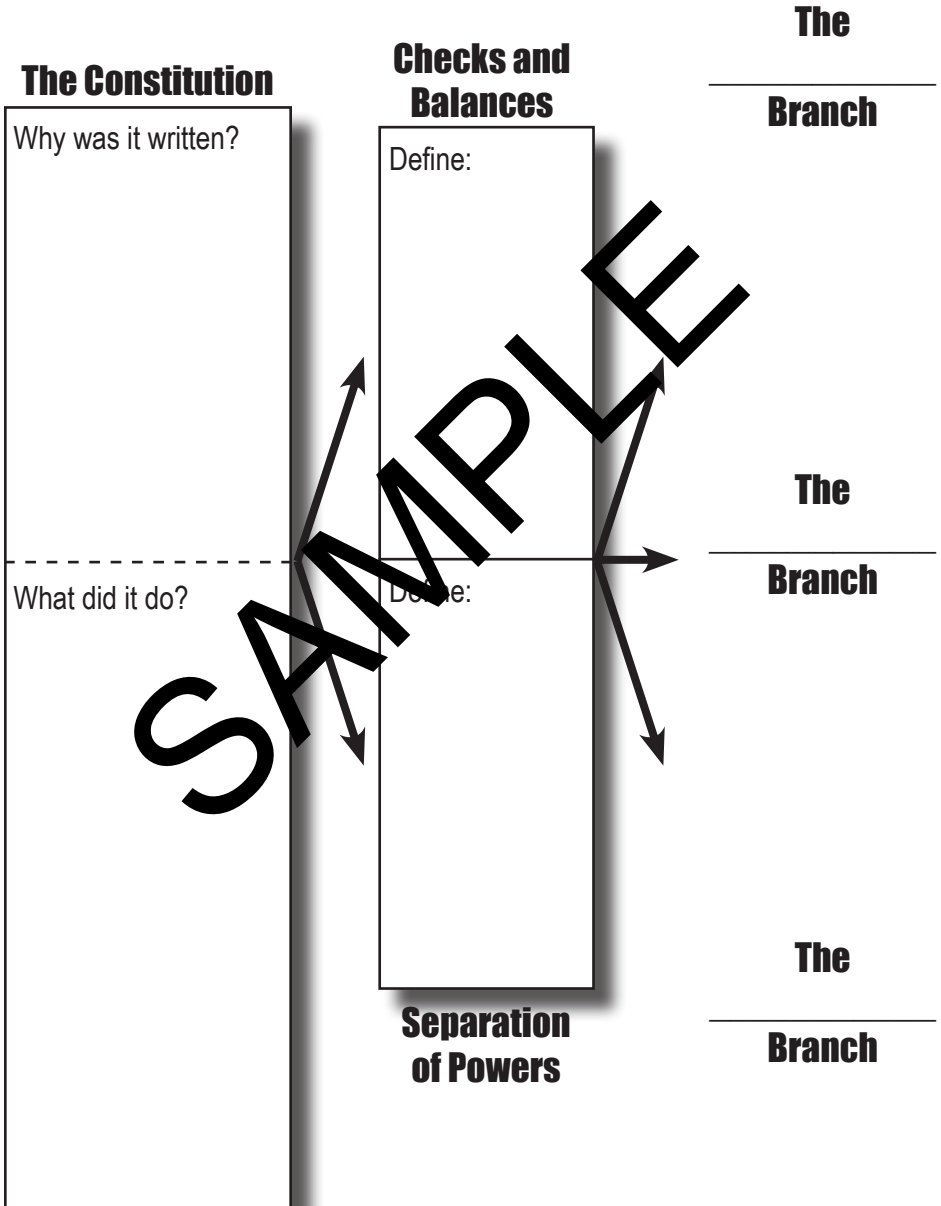 The Constitution
Why was it written?
What did it do?
Checks and
Balances
Define:
Define:
Separation
of Powers
The
Branch
The
Branch
The
Branch
SAMPLE